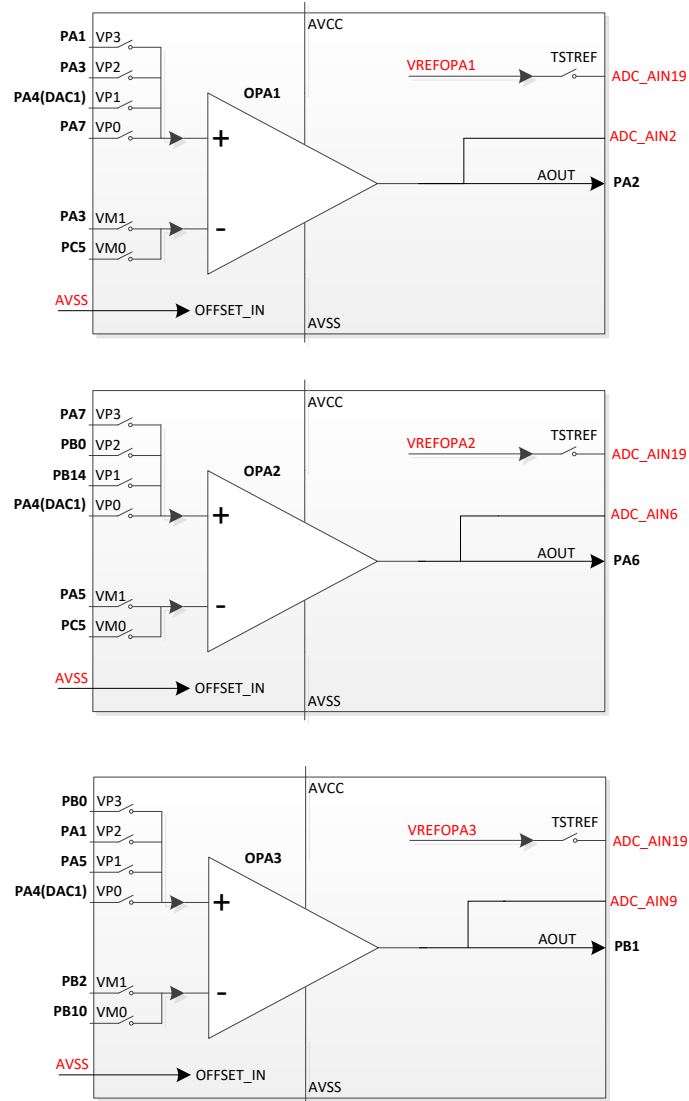 AVCC
PA1 VP3
TSTREF
VREFOPA1
ADC_AIN19
PA3 VP2
OPA1
PA4(DAC1) VP1
PA7 VP0
+
ADC_AIN2
AOUT
PA2
PA3 VM1
-
PC5 VM0
AVSS
OFFSET_IN
AVSS
AVCC
PA7 VP3
TSTREF
VREFOPA2
ADC_AIN19
PB0 VP2
OPA2
PB14 VP1
PA4(DAC1) VP0
+
ADC_AIN6
AOUT
PA6
PA5 VM1
-
PC5 VM0
AVSS
OFFSET_IN
AVSS
AVCC
PB0 VP3
TSTREF
VREFOPA3
ADC_AIN19
PA1 VP2
OPA3
PA5 VP1
PA4(DAC1) VP0
+
ADC_AIN9
AOUT
PB1
PB2 VM1
-
PB10 VM0
AVSS
OFFSET_IN
AVSS